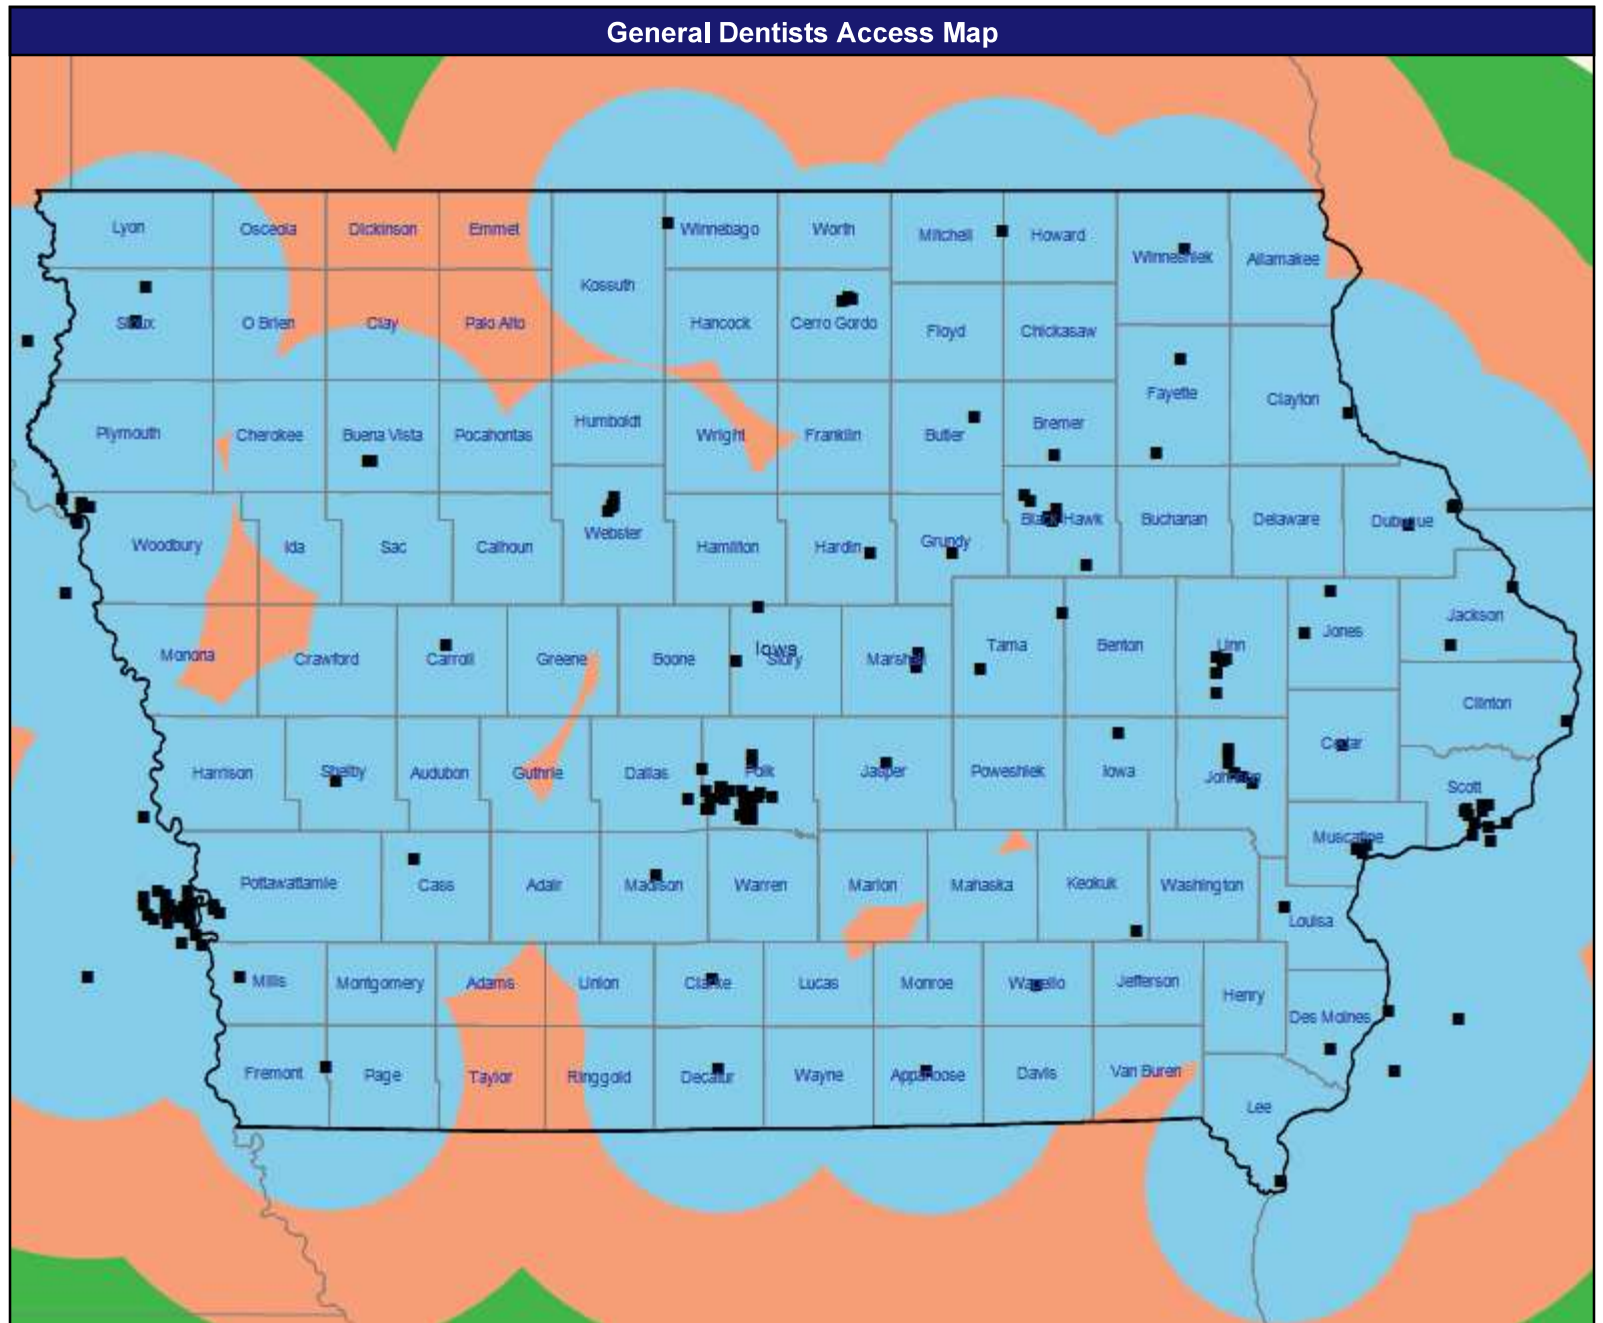 General Dentists Access Map
Lyon
Osceola
Dickinson
Emmet
Kossuth
Winnebago
Worth
Mitchell
Howard
Winneshiek
Allamakee
Sioux
O Brien
Clay
Palo Alto
Hancock
Cerro Gordo
Floyd
Chickasaw
Fayette
Clayton
Plymouth
Cherokee
Buena Vista
Pocahontas
Humboldt
Wright
Franklin
Butler
Bremer
Woodbury
Ida
Sac
Calhoun
Webster
Hamilton
Hardin
Grundy
Black Hawk
Buchanan
Delaware
Dubuque
Monona
Crawford
Carroll
Greene
Boone
Iowa
Story
Marshall
Tama
Benton
Linn
Jones
Jackson
Clinton
Harrison
Shelby
Audubon
Guthrie
Dallas
Polk
Jasper
Poweshiek
Iowa
Johnson
Cedar
Scott
Muscatine
Pottawattamie
Cass
Adair
Madison
Warren
Marion
Mahaska
Keokuk
Washington
Louisa
Mills
Montgomery
Adams
Union
Clarke
Lucas
Monroe
Wapello
Jefferson
Henry
Des Moines
Fremont
Page
Taylor
Ringgold
Decatur
Wayne
Appanoose
Davis
Van Buren
Lee